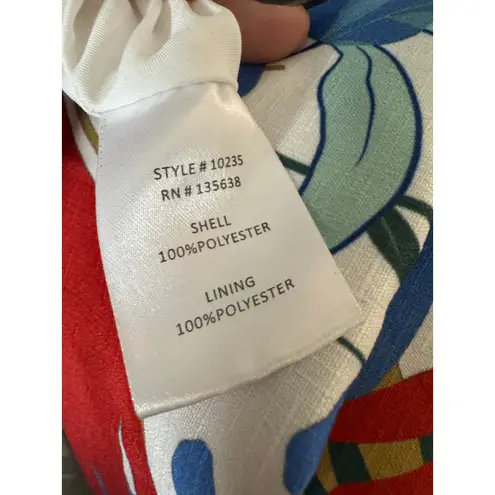 STYLE # 10235
RN # 135638
SHELL
100%POLYESTER
LINING
100%POLYESTER